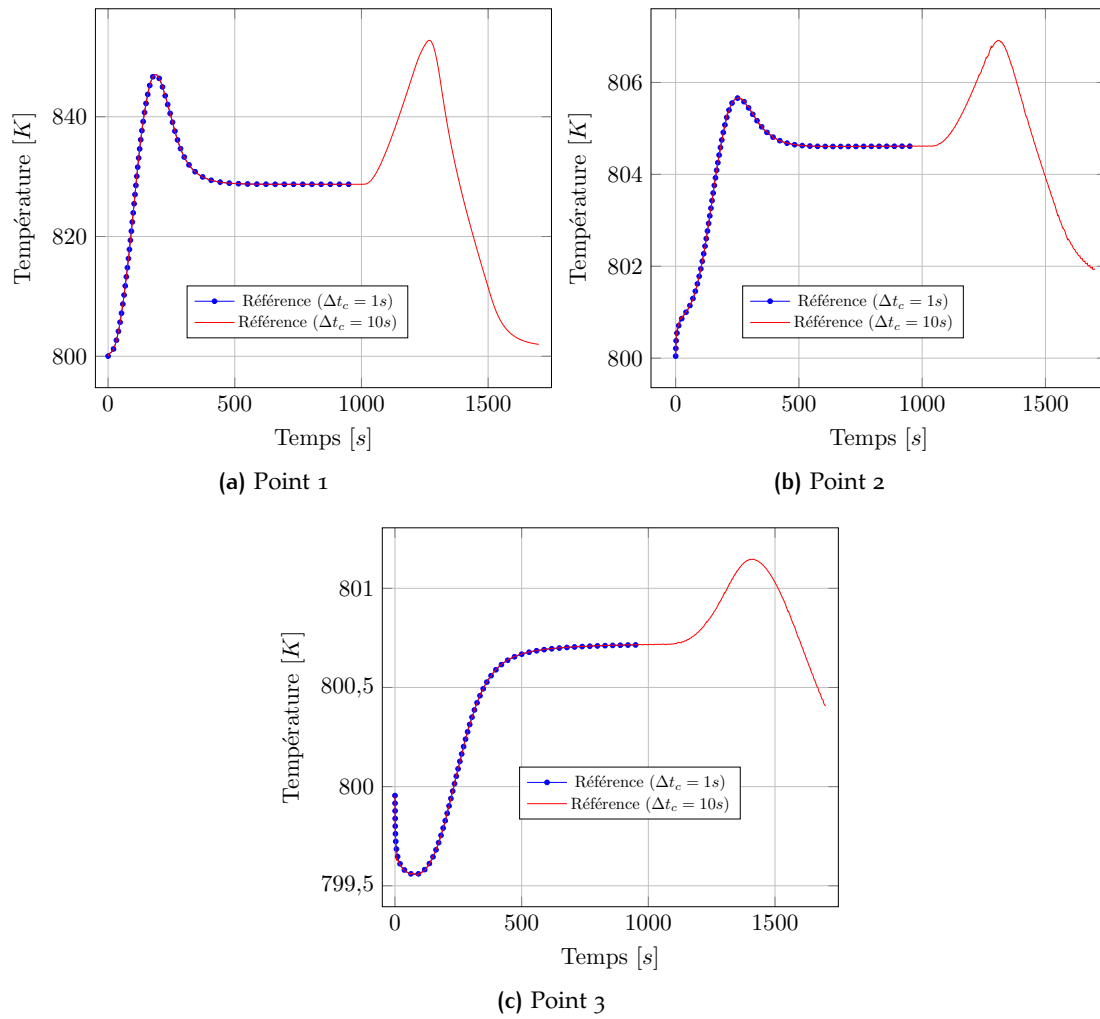 840
820
800
0
500
1000
1500
Température [K]
Temps [s]
Référence (Δt_c = 1s)
Référence (Δt_c = 10s)
(a) Point 1
806
804
802
800
0
500
1000
1500
Température [K]
Temps [s]
Référence (Δt_c = 1s)
Référence (Δt_c = 10s)
(b) Point 2
801
800,5
800
799,5
0
500
1000
1500
Température [K]
Temps [s]
Référence (Δt_c = 1s)
Référence (Δt_c = 10s)
(c) Point 3